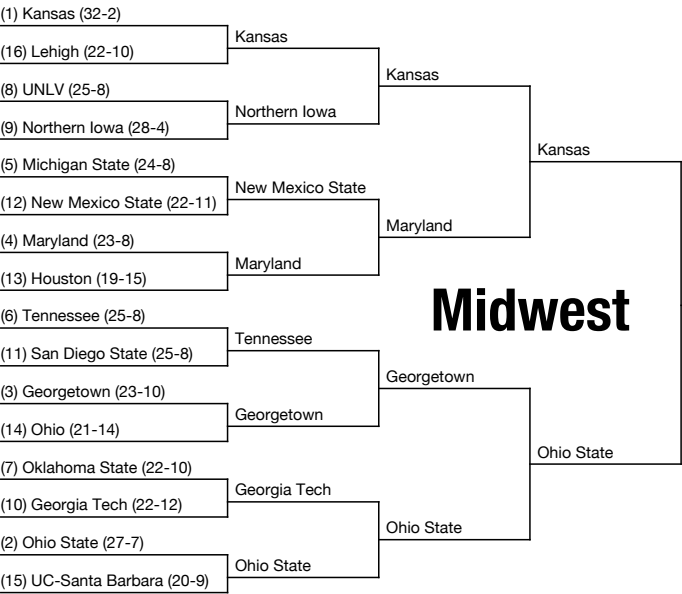 (1) Kansas (32-2)
(16) Lehigh (22-10)
(8) UNLV (25-8)
(9) Northern Iowa (28-4)
(5) Michigan State (24-8)
(12) New Mexico State (22-11)
(4) Maryland (23-8)
(13) Houston (19-15)
(6) Tennessee (25-8)
(11) San Diego State (25-8)
(3) Georgetown (23-10)
(14) Ohio (21-14)
(7) Oklahoma State (22-10)
(10) Georgia Tech (22-12)
(2) Ohio State (27-7)
(15) UC-Santa Barbara (20-9)
Kansas
Northern Iowa
New Mexico State
Maryland
Tennessee
Georgetown
Georgia Tech
Ohio State
Kansas
Maryland
Georgetown
Ohio State
Kansas
Ohio State
Midwest